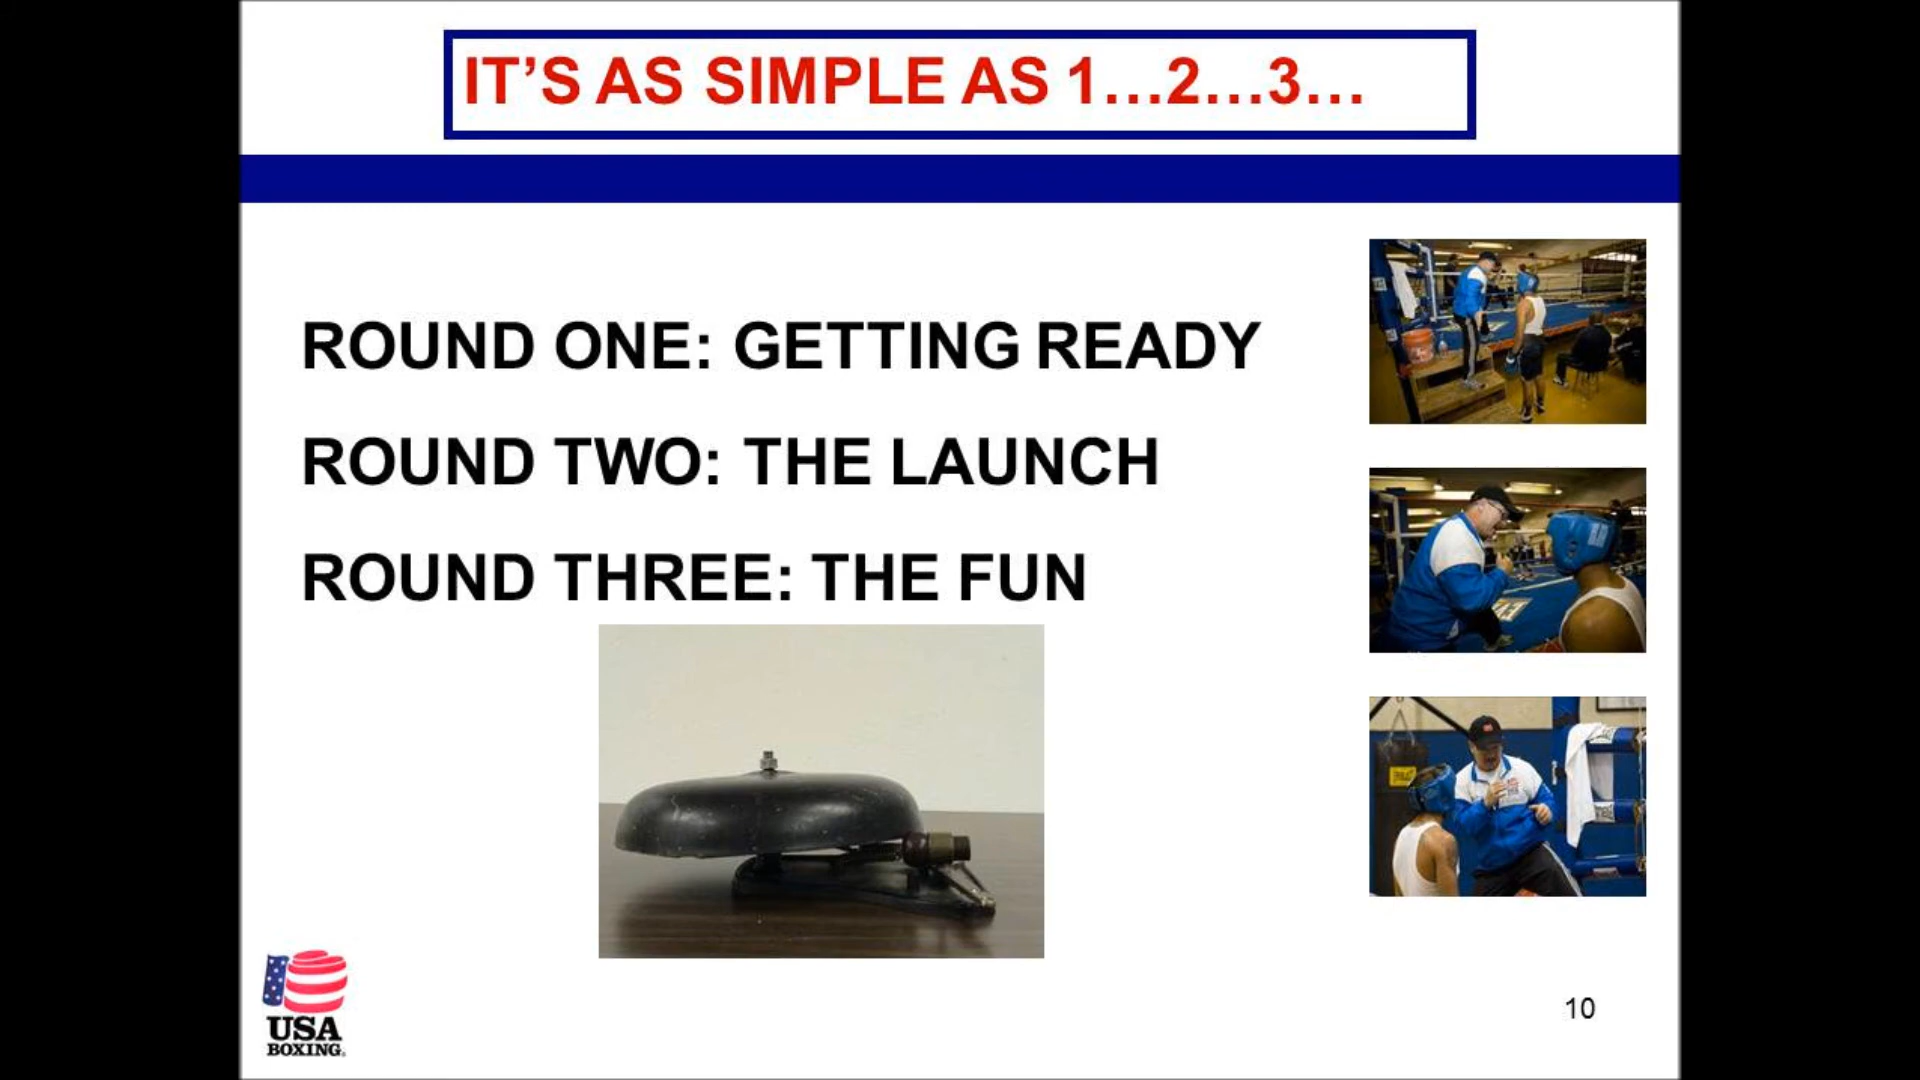 IT’S AS SIMPLE AS 1…2…3…
ROUND ONE: GETTING READY
ROUND TWO: THE LAUNCH
ROUND THREE: THE FUN
USA
BOXING
10